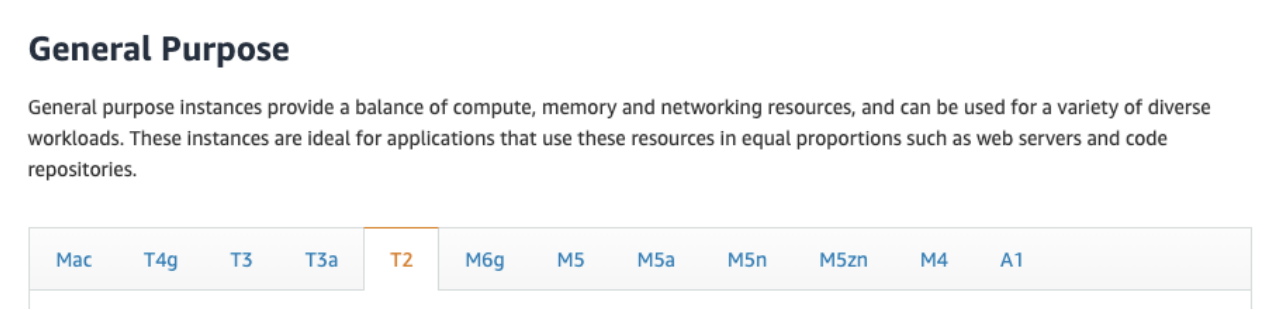 General Purpose
General purpose instances provide a balance of compute, memory and networking resources, and can be used for a variety of diverse
workloads. These instances are ideal for applications that use these resources in equal proportions such as web servers and code
repositories.
Mac T4g T3 T3a T2 M6g M5 M5a M5n M5zn M4 A1